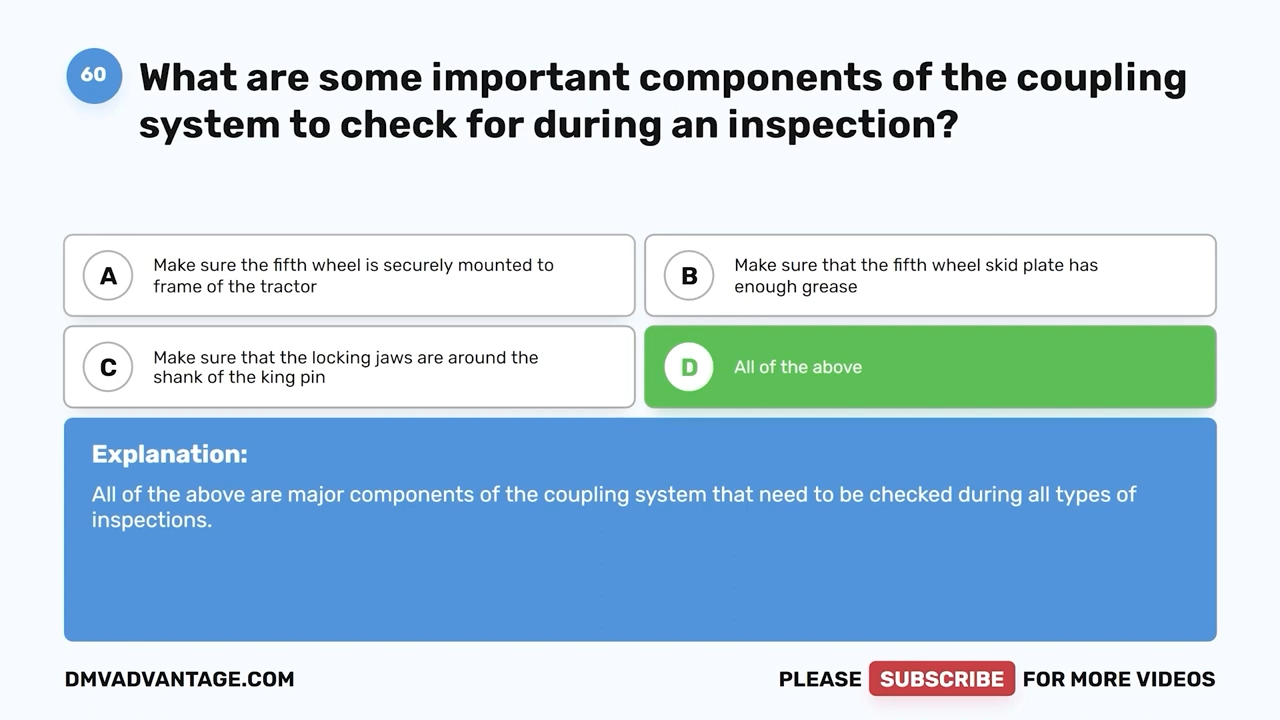 60
What are some important components of the coupling
system to check for during an inspection?
A
Make sure the fifth wheel is securely mounted to
frame of the tractor
B
Make sure that the fifth wheel skid plate has
enough grease
C
Make sure that the locking jaws are around the
shank of the king pin
D
All of the above
Explanation:
All of the above are major components of the coupling system that need to be checked during all types of
inspections.
DMVADVANTAGE.COM
PLEASE SUBSCRIBE FOR MORE VIDEOS